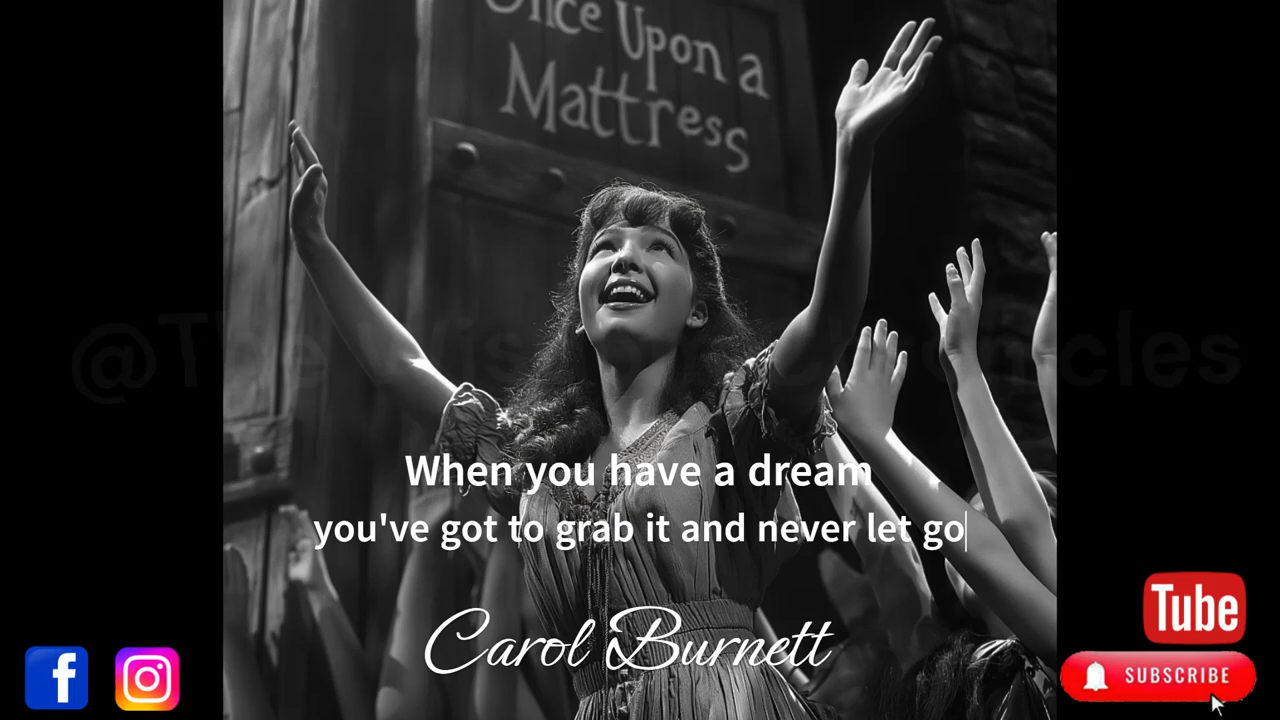 Once Upon a
Mattress
When you have a dream
you've got to grab it and never let go
Carol Burnett
Tube
SUBSCRIBE